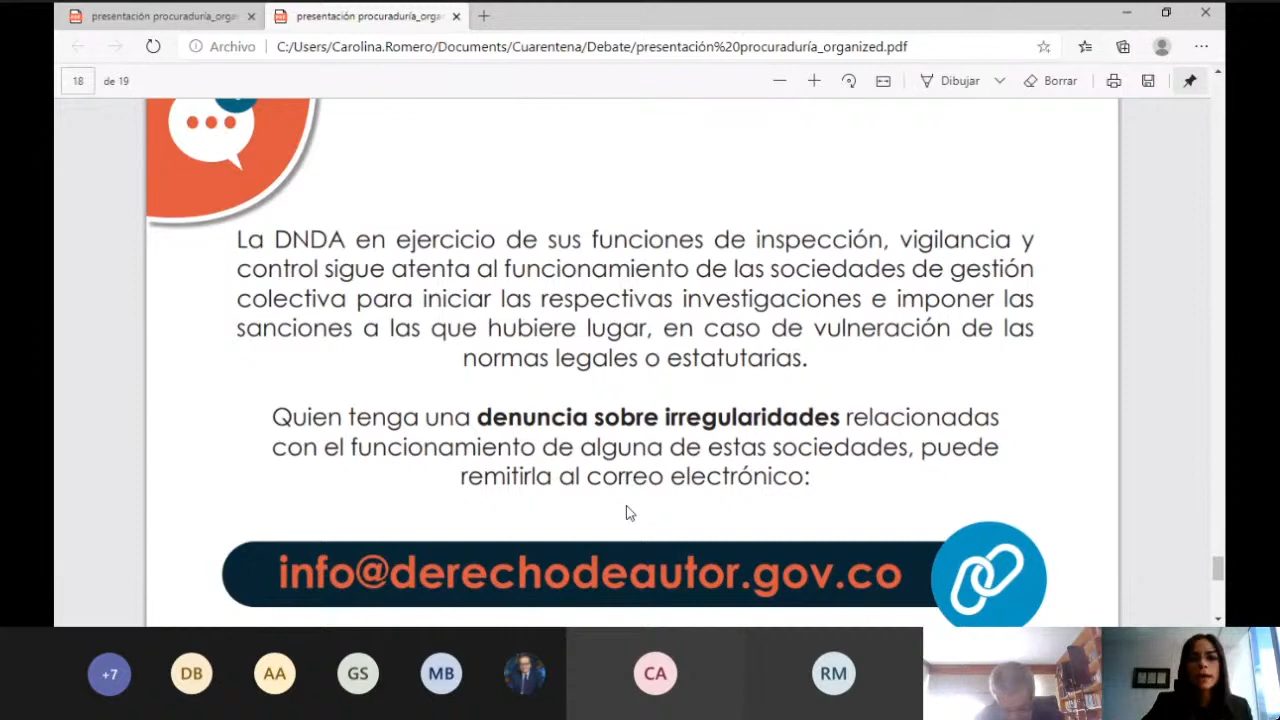 presentación procuraduría_orga
presentación procuraduría_orga
Archivo
C:/Users/Carolina.Romero/Documents/Cuarentena/Debate/presentación%20procuraduría_organized.pdf
18 de 19
Dibujar
Borrar
La DNDA en ejercicio de sus funciones de inspección, vigilancia y
control sigue atenta al funcionamiento de las sociedades de gestión
colectiva para iniciar las respectivas investigaciones e imponer las
sanciones a las que hubiere lugar, en caso de vulneración de las
normas legales o estatutarias.
Quien tenga una denuncia sobre irregularidades relacionadas
con el funcionamiento de alguna de estas sociedades, puede
remitirla al correo electrónico:
info@derechodeautor.gov.co
+7
DB
AA
GS
MB
CA
RM